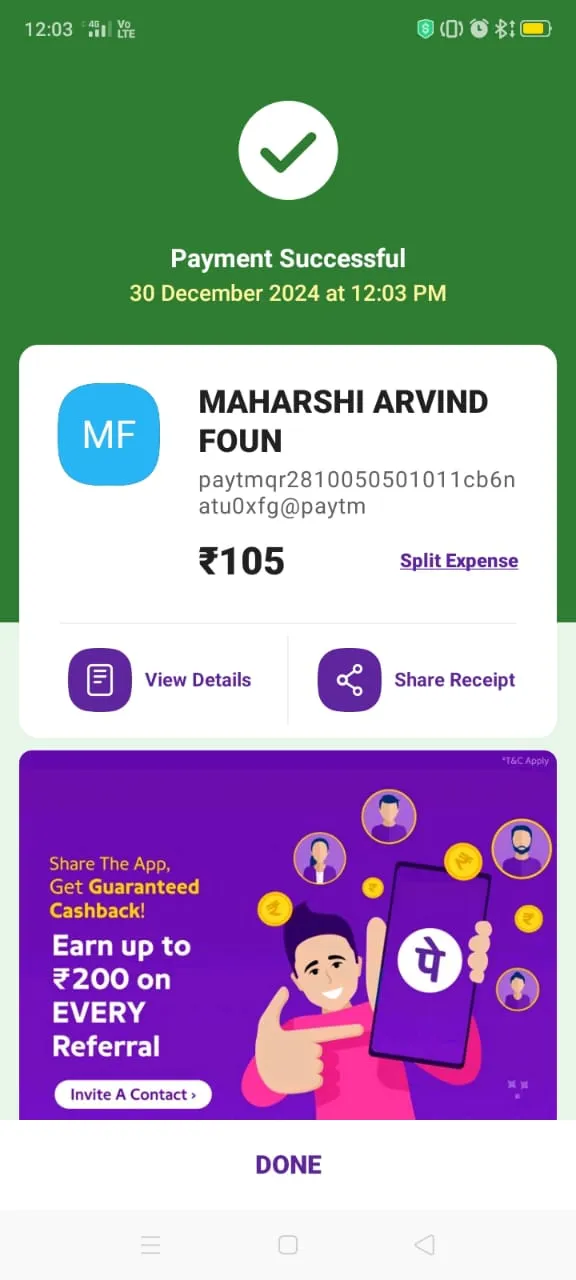 12:03 4G Vo LTE
Payment Successful
30 December 2024 at 12:03 PM
MF
MAHARSHI ARVIND
FOUN
paytmqr2810050501011cb6n
atu0xfg@paytm
₹105
Split Expense
View Details
Share Receipt
*T&C Apply
Share The App,
Get Guaranteed
Cashback!
Earn up to
₹200 on
EVERY
Referral
पे
Invite A Contact ›
DONE